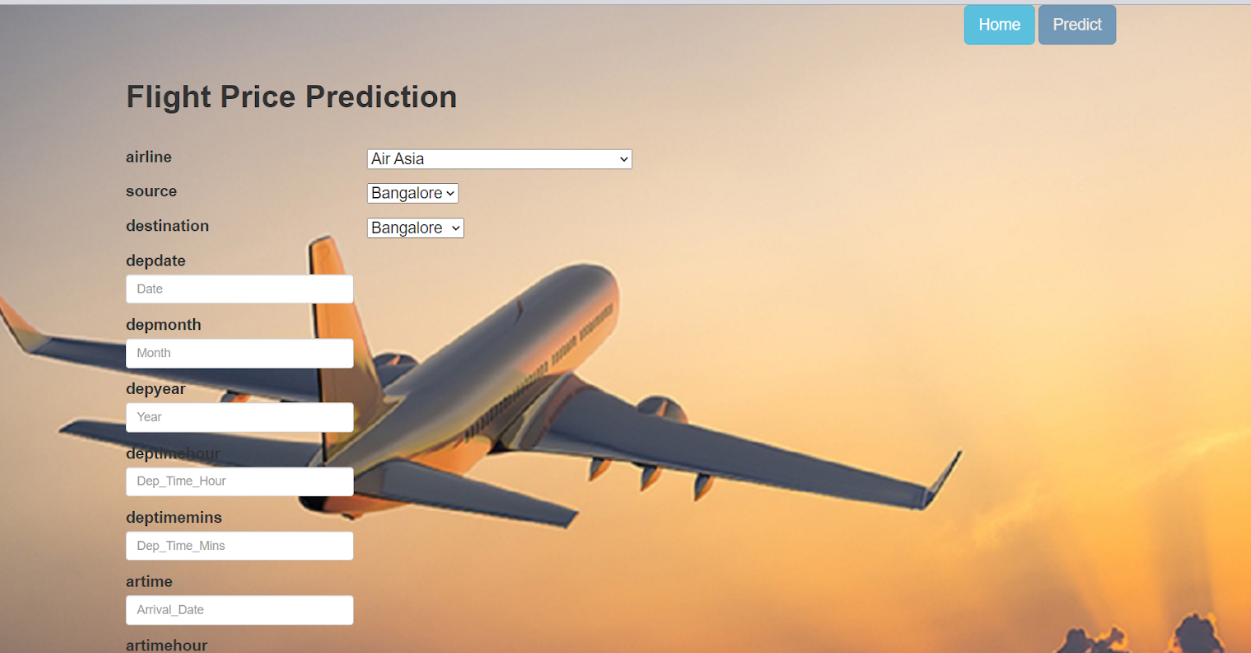 Home Predict
Flight Price Prediction
airline Air Asia
source Bangalore
destination Bangalore
depdate
Date
depmonth
Month
depyear
Year
deptimehour
Dep_Time_Hour
deptimemins
Dep_Time_Mins
artime
Arrival_Date
artimehour